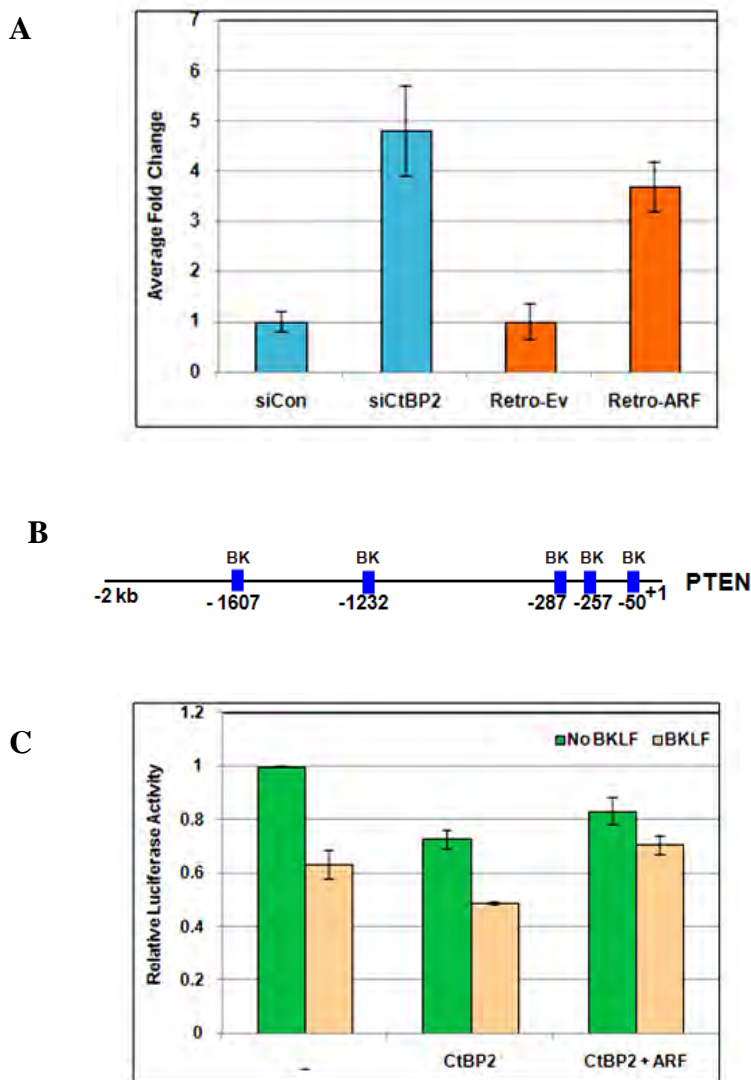 A
7
6
5
4
3
2
1
0
Average Fold Change
siCon siCtBP2 Retro-Ev Retro-ARF
B
BK BK BK BK BK
-2 kb -1607 -1232 -287 -257 -50 +1 PTEN
C
1.2
1
0.8
0.6
0.4
0.2
0
Relative Luciferase Activity
No BKLF BKLF
- CtBP2 CtBP2 + ARF